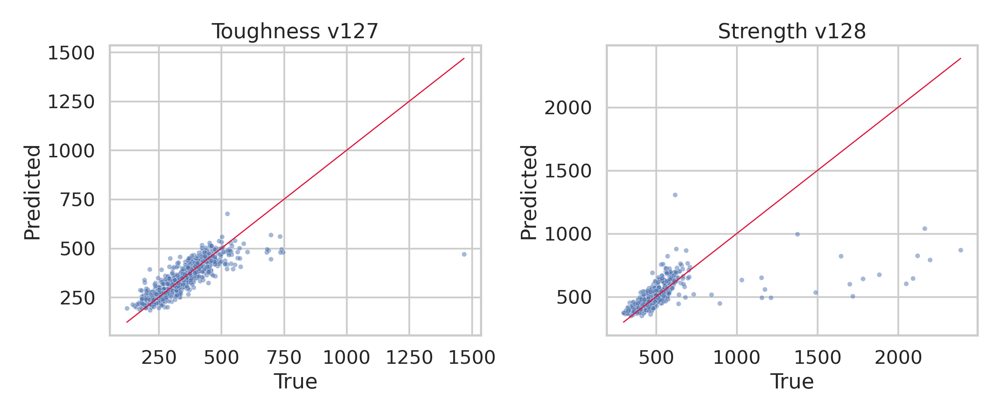 Toughness v127
1500
1250
1000
750
500
250
Predicted
250 500 750 1000 1250 1500
True
Strength v128
2000
1500
1000
500
Predicted
500 1000 1500 2000
True